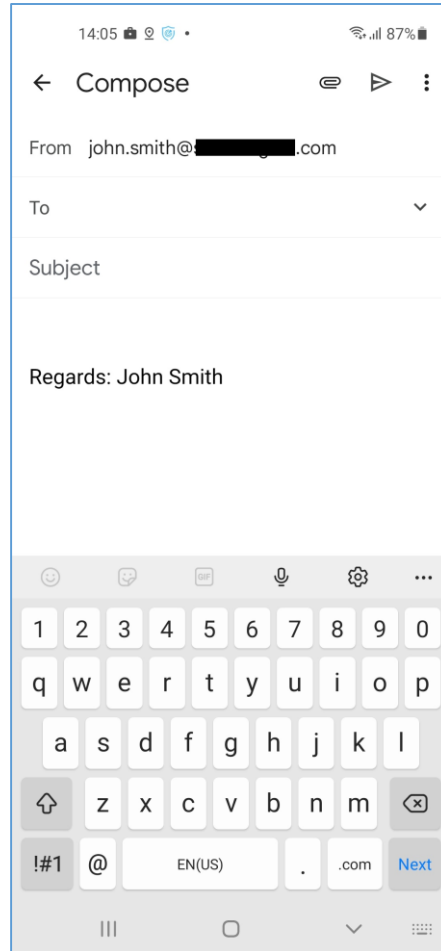 14:05 87%
Compose
From john.smith@ .com
To
Subject
Regards: John Smith
GIF
1 2 3 4 5 6 7 8 9 0
q w e r t y u i o p
a s d f g h j k l
z x c v b n m
!#1 @ EN(US) . .com Next